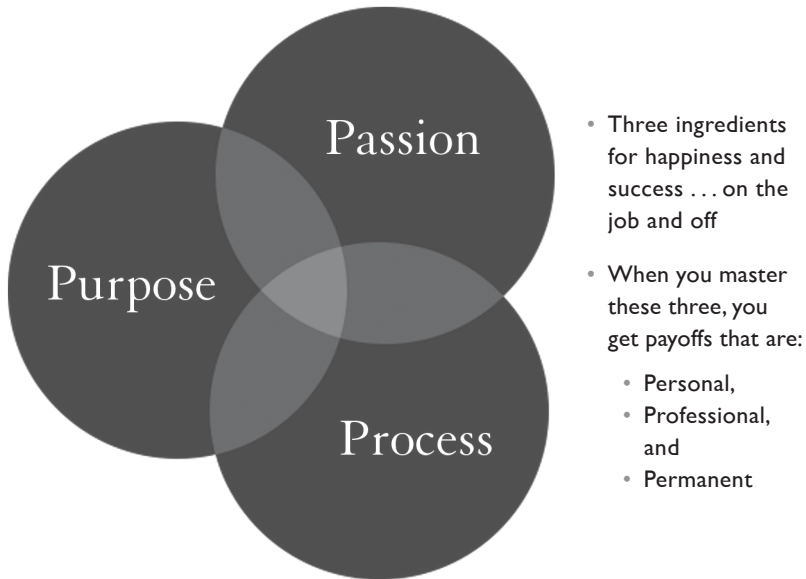 Passion
Purpose
Process
• Three ingredients
for happiness and
success . . . on the
job and off
• When you master
these three, you
get payoffs that are:
• Personal,
• Professional,
and
• Permanent